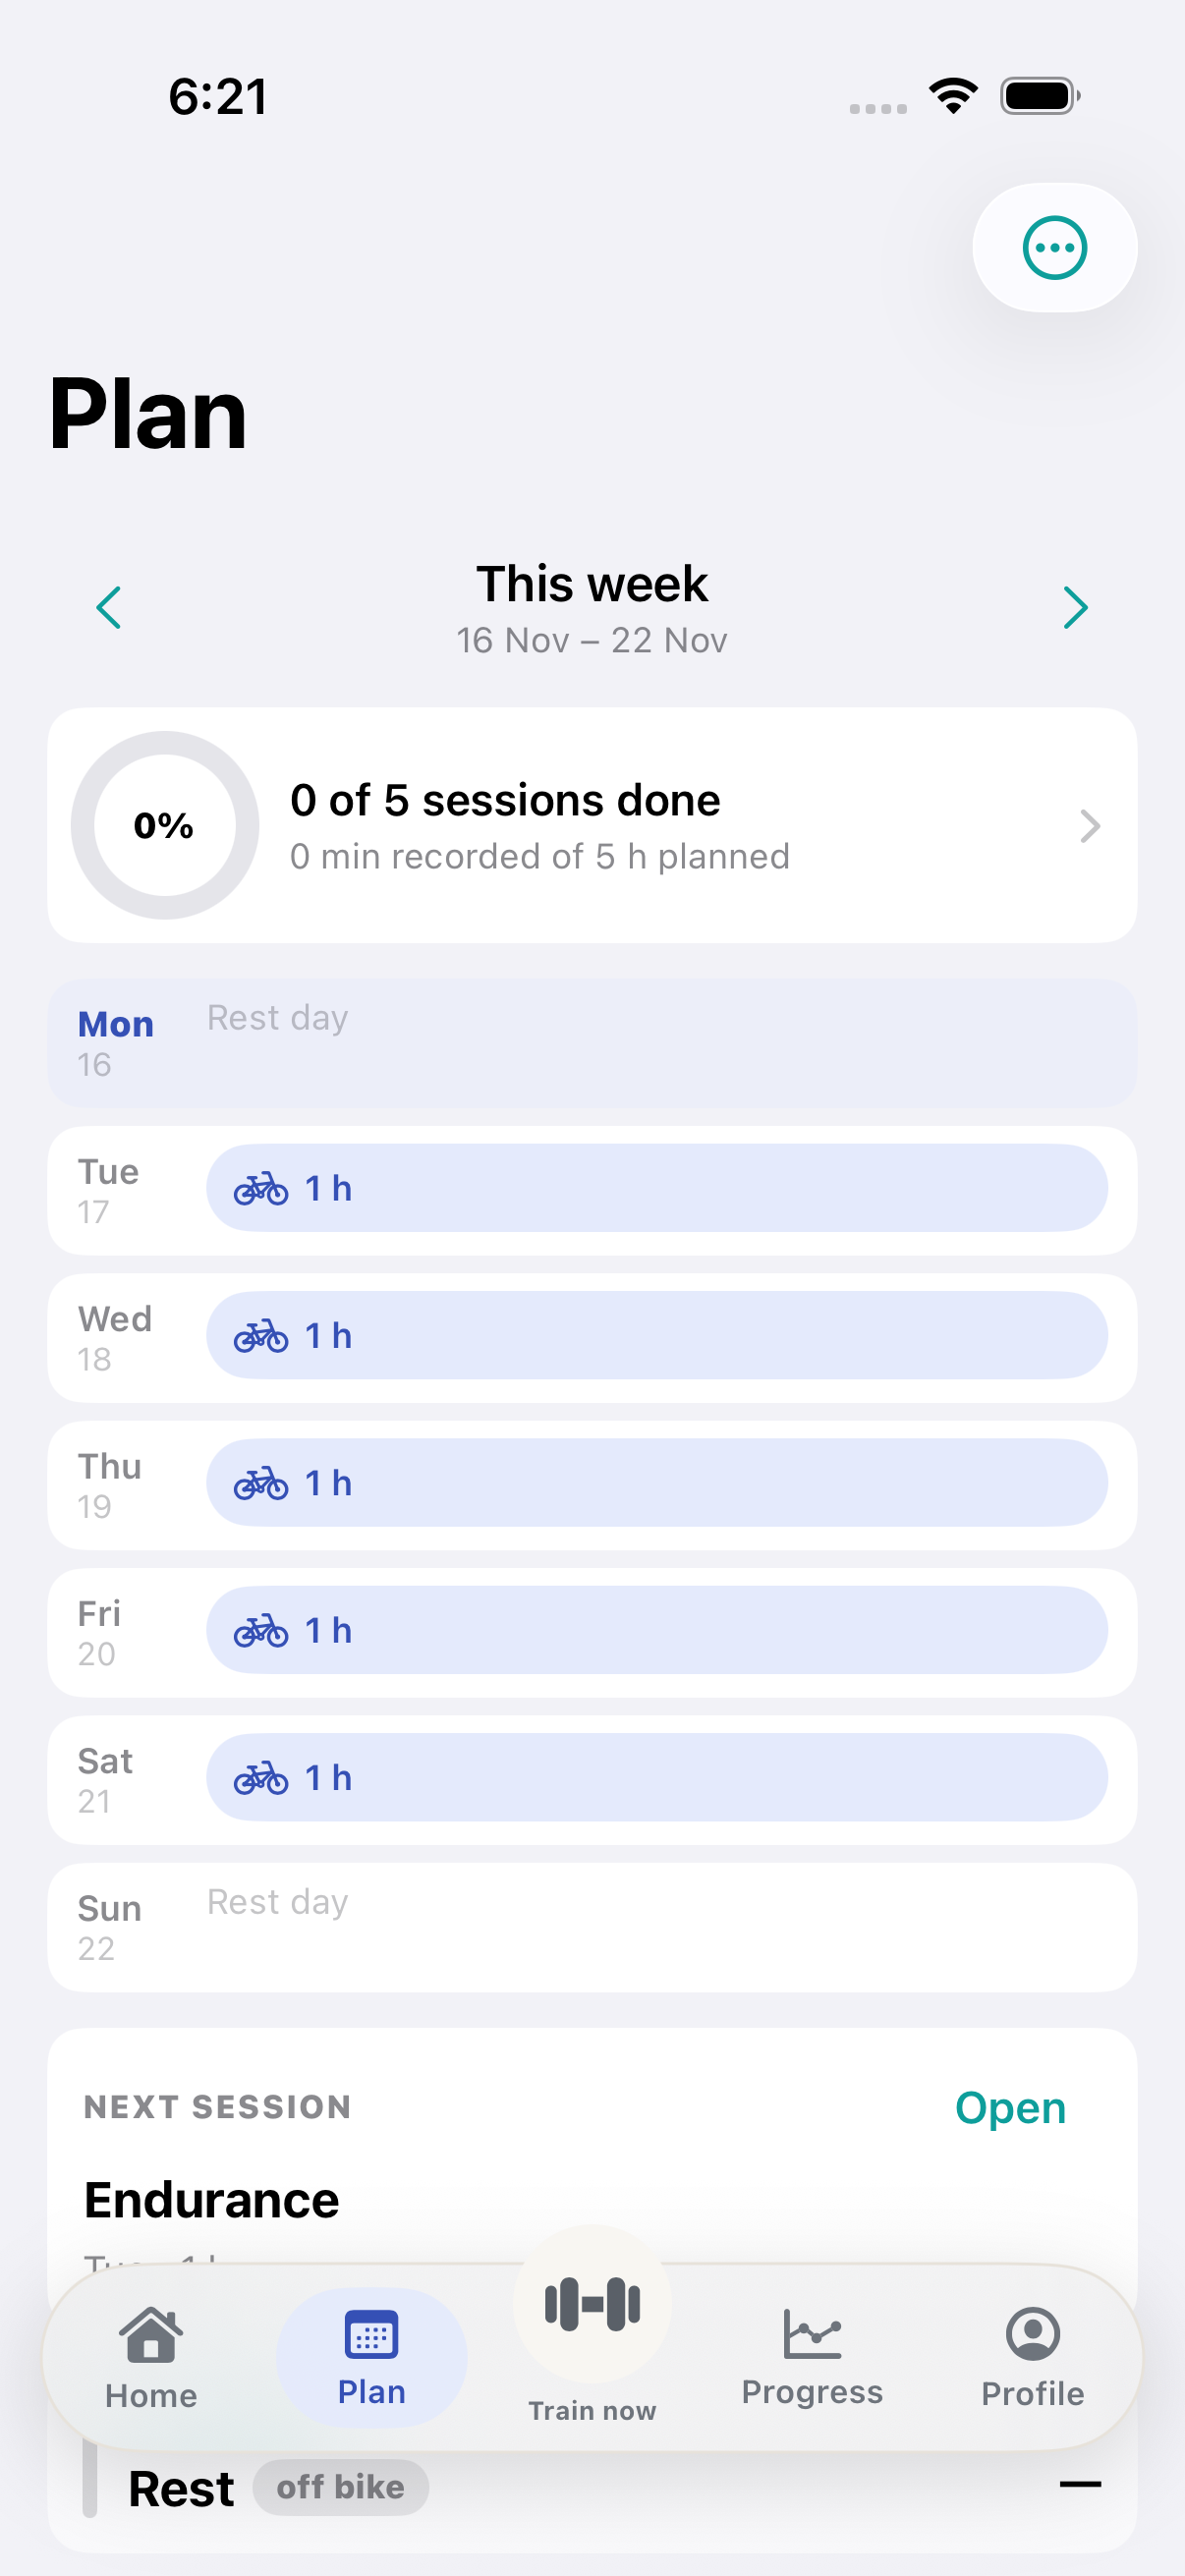 6:21
Plan
This week
16 Nov – 22 Nov
0%
0 of 5 sessions done
0 min recorded of 5 h planned
Mon
16
Rest day
Tue
17
1 h
Wed
18
1 h
Thu
19
1 h
Fri
20
1 h
Sat
21
1 h
Sun
22
Rest day
NEXT SESSION
Open
Endurance
Home
Plan
Train now
Progress
Profile
Rest
off bike
—